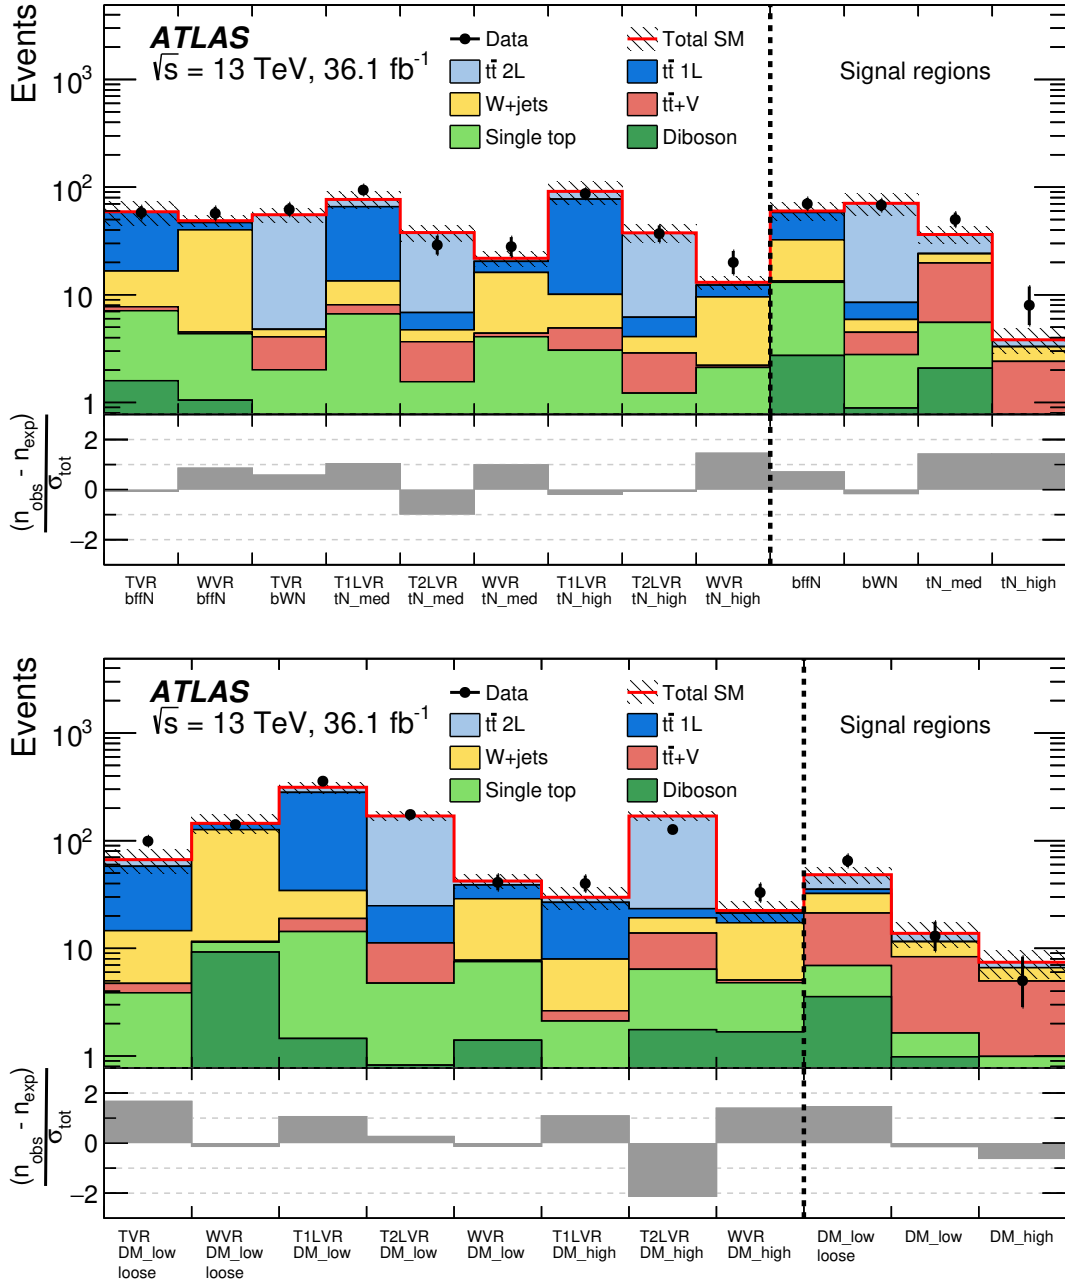 Events
ATLAS
√s = 13 TeV, 36.1 fb⁻¹
Data
Total SM
tt̄ 2L
tt̄ 1L
W+jets
tt̄+V
Single top
Diboson
Signal regions
10³
10²
10
1
(n_obs - n_exp)
σ_tot
2
0
−2
TVR WVR TVR T1LVR T2LVR WVR T1LVR T2LVR WVR bffN bWN tN_med tN_high
bffN bffN bWN tN_med tN_med tN_med tN_high tN_high tN_high
Events
ATLAS
√s = 13 TeV, 36.1 fb⁻¹
Data
Total SM
tt̄ 2L
tt̄ 1L
W+jets
tt̄+V
Single top
Diboson
Signal regions
10³
10²
10
1
(n_obs - n_exp)
σ_tot
2
0
−2
TVR WVR T1LVR T2LVR WVR T1LVR T2LVR WVR DM_low DM_low DM_high
DM_low DM_low DM_low DM_low DM_low DM_high DM_high DM_high loose
loose loose